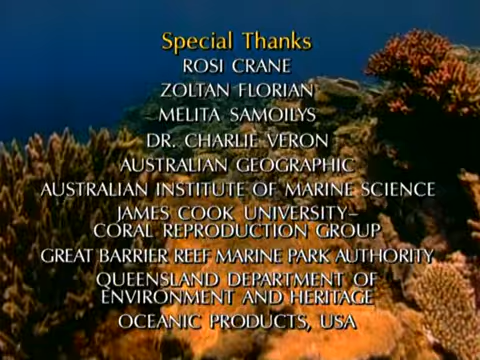 Special Thanks
ROSI CRANE
ZOLTAN FLORIAN
MELITA SAMOILYS
DR. CHARLIE VERON
AUSTRALIAN GEOGRAPHIC
AUSTRALIAN INSTITUTE OF MARINE SCIENCE
JAMES COOK UNIVERSITY–
CORAL REPRODUCTION GROUP
GREAT BARRIER REEF MARINE PARK AUTHORITY
QUEENSLAND DEPARTMENT OF
ENVIRONMENT AND HERITAGE
OCEANIC PRODUCTS, USA